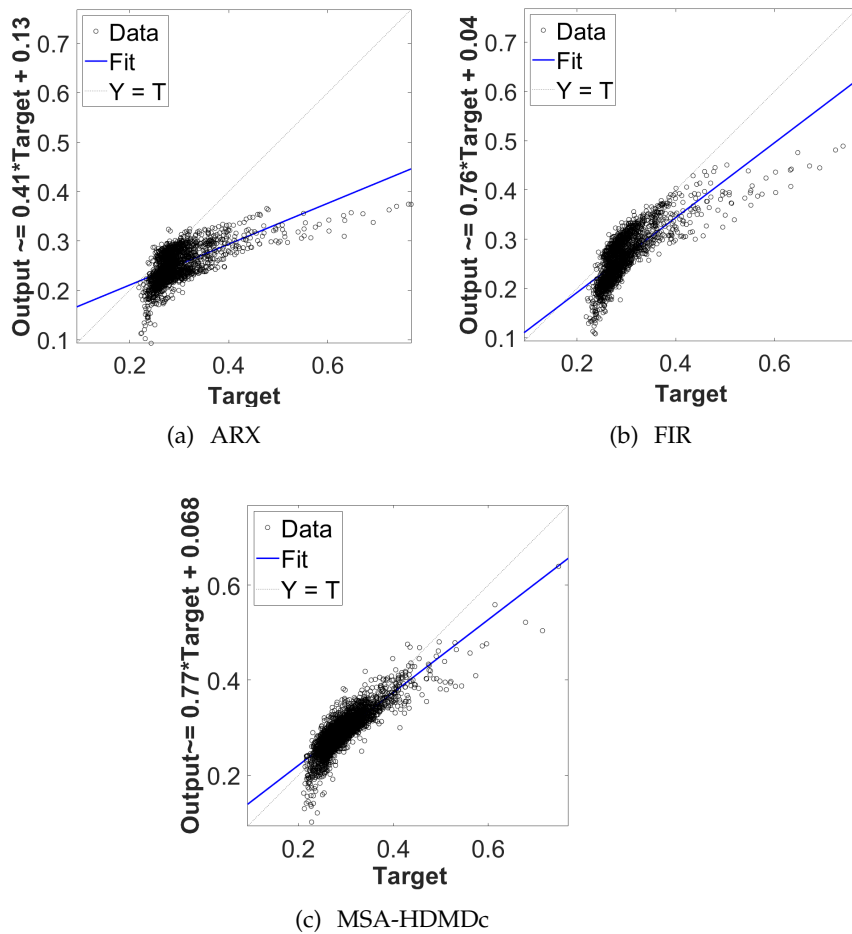 Output ~= 0.41*Target + 0.13
0.7
0.6
0.5
0.4
0.3
0.2
0.1
Data
Fit
Y = T
0.2 0.4 0.6
Target
(a) ARX
Output ~= 0.76*Target + 0.04
0.7
0.6
0.5
0.4
0.3
0.2
0.1
Data
Fit
Y = T
0.2 0.4 0.6
Target
(b) FIR
Output~= 0.77*Target + 0.068
0.6
0.4
0.2
Data
Fit
Y = T
0.2 0.4 0.6
Target
(c) MSA-HDMDc